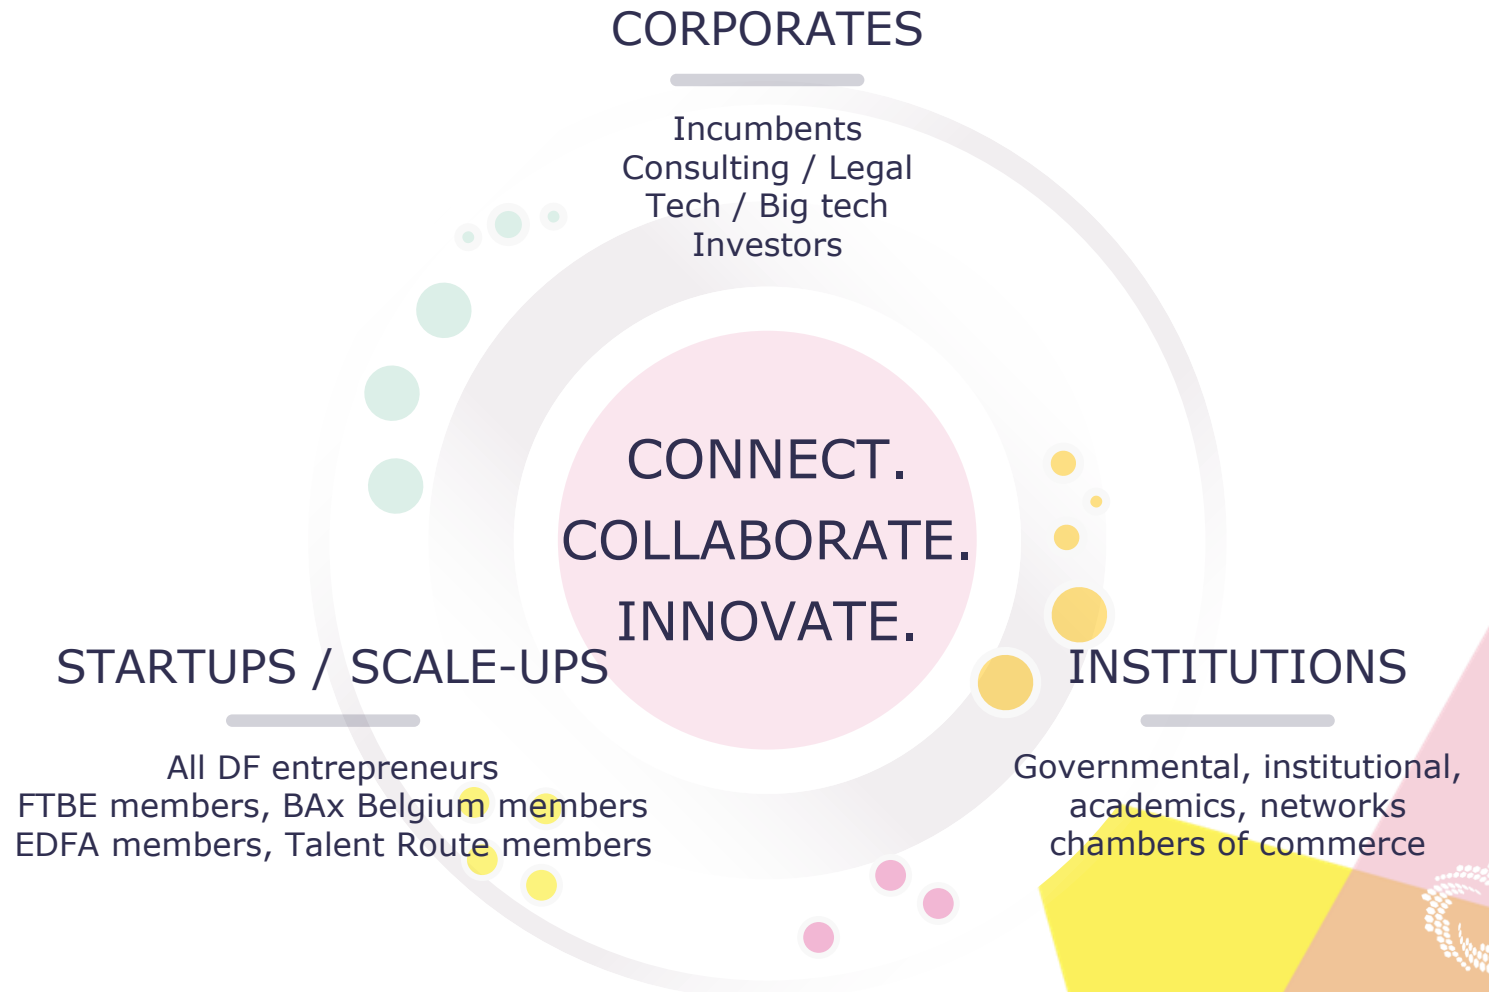 CORPORATES
Incumbents
Consulting / Legal
Tech / Big tech
Investors
CONNECT.
COLLABORATE.
INNOVATE.
STARTUPS / SCALE-UPS
All DF entrepreneurs
FTBE members, BAx Belgium members
EDFA members, Talent Route members
INSTITUTIONS
Governmental, institutional,
academics, networks
chambers of commerce